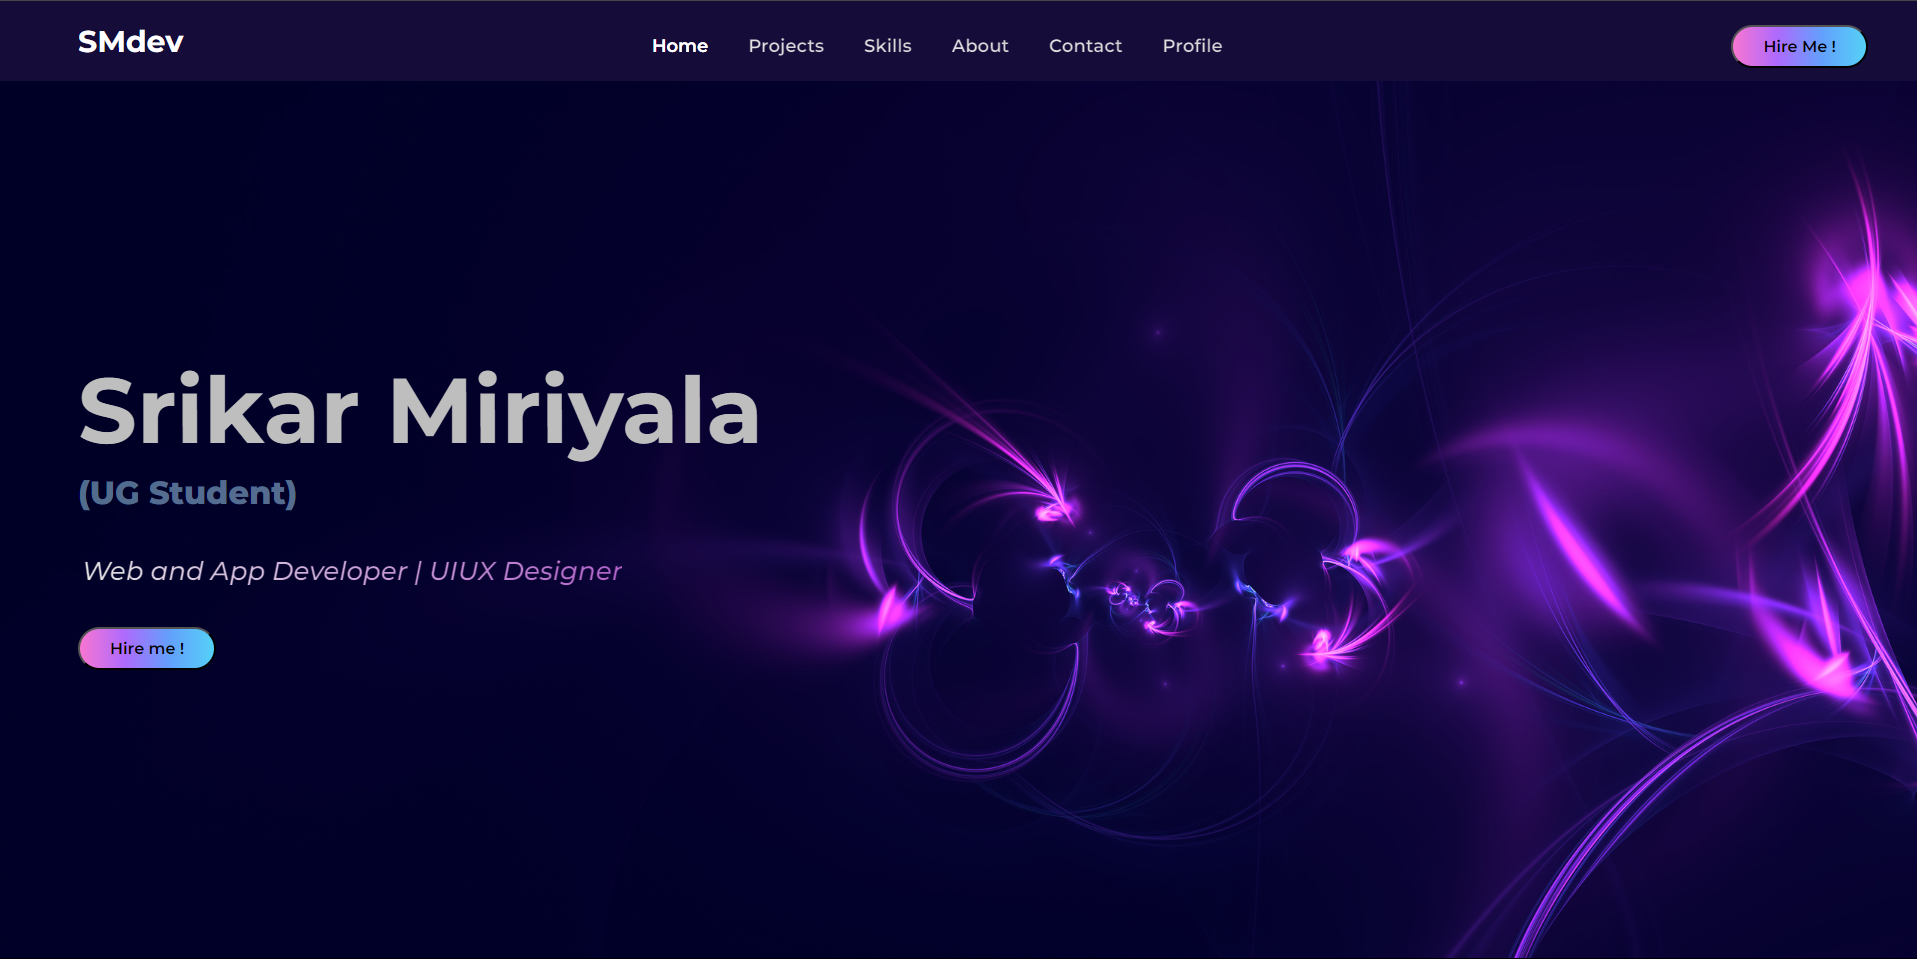 SMdev
Home Projects Skills About Contact Profile
Hire Me !
Srikar Miriyala
(UG Student)
Web and App Developer | UIUX Designer
Hire me !